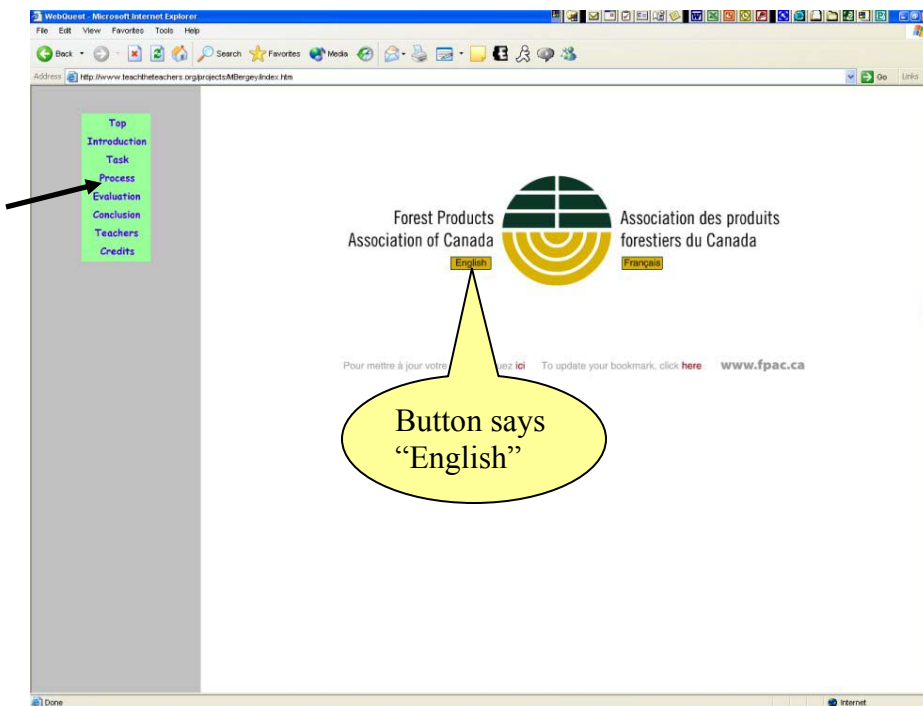 WebQuest - Microsoft Internet Explorer
File Edit View Favorites Tools Help
Back Search Favorites Media
Address http://www.teachtheteachers.org/projects/MBergey/index.htm Go Links
Top
Introduction
Task
Process
Evaluation
Conclusion
Teachers
Credits
Forest Products
Association of Canada
English
Association des produits
forestiers du Canada
Français
Pour mettre à jour votre ici To update your bookmark, click here www.fpac.ca
Button says
“English”
Done Internet